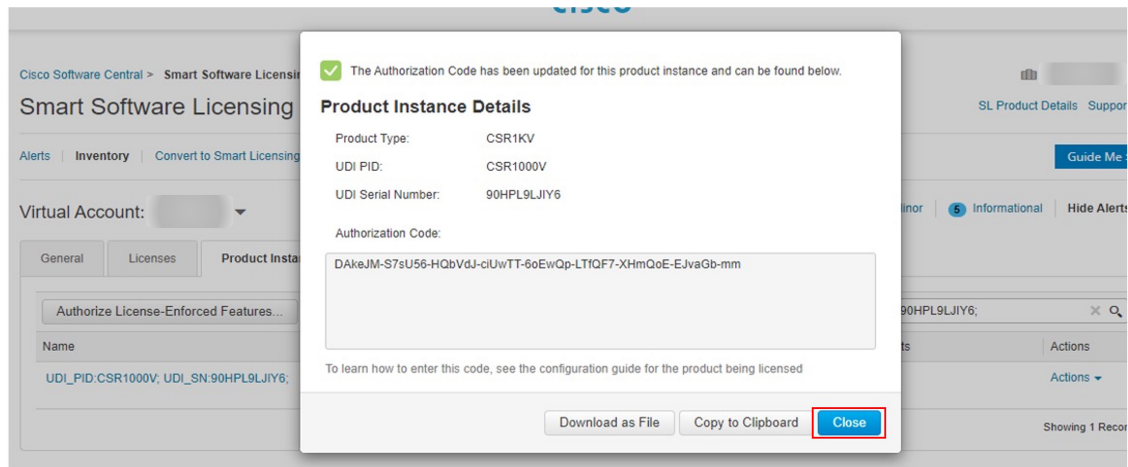 Cisco Software Central > Smart Software Licensin
Smart Software Licensing
SL Product Details Suppor
Alerts Inventory Convert to Smart Licensing
Guide Me
Virtual Account:
5 Informational Hide Alerts
General Licenses Product Insta
Authorize License-Enforced Features...
90HPL9LJIY6;
Name
Actions
UDI_PID:CSR1000V; UDI_SN:90HPL9LJIY6;
Actions
Showing 1 Recor
The Authorization Code has been updated for this product instance and can be found below.
Product Instance Details
Product Type: CSR1KV
UDI PID: CSR1000V
UDI Serial Number: 90HPL9LJIY6
Authorization Code:
DAkeJM-S7sU56-HQbVdJ-ciUwTT-6oEwQp-LTfQF7-XHmQoE-EJvaGb-mm
To learn how to enter this code, see the configuration guide for the product being licensed
Download as File Copy to Clipboard Close